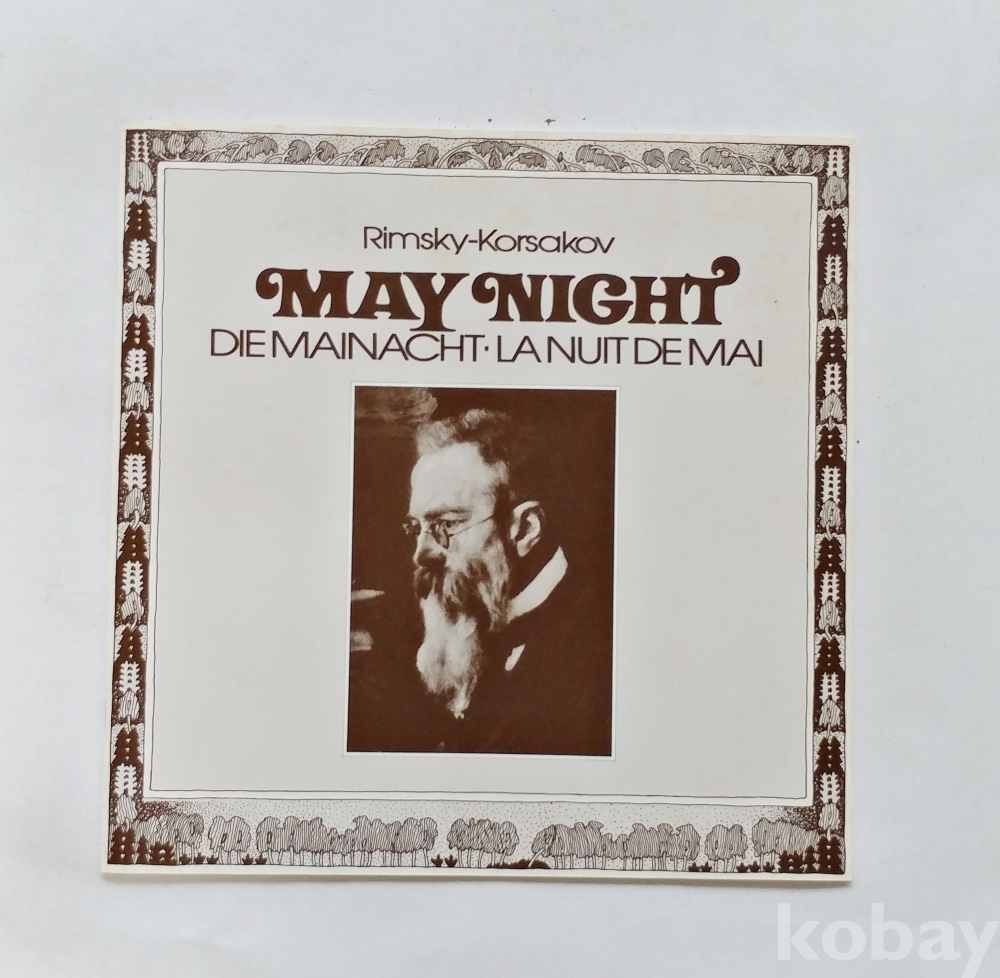 Rimsky-Korsakov
MAY NIGHT
DIE MAINACHT · LA NUIT DE MAI
kobay